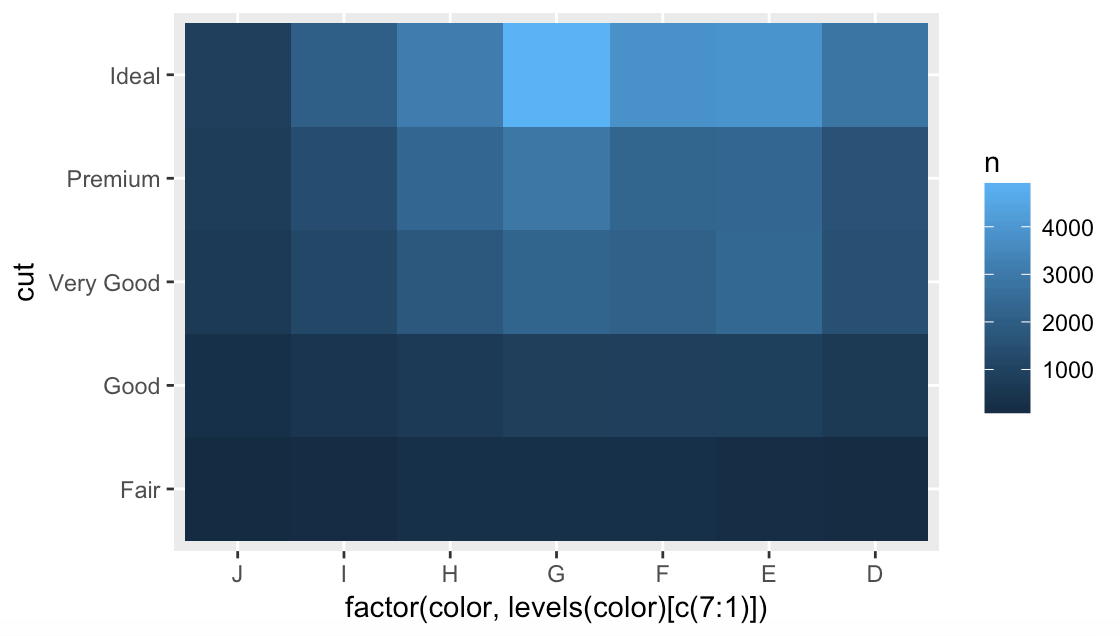 Ideal
Premium
Very Good
Good
Fair
cut
J I H G F E D
factor(color, levels(color)[c(7:1)])
n
4000
3000
2000
1000